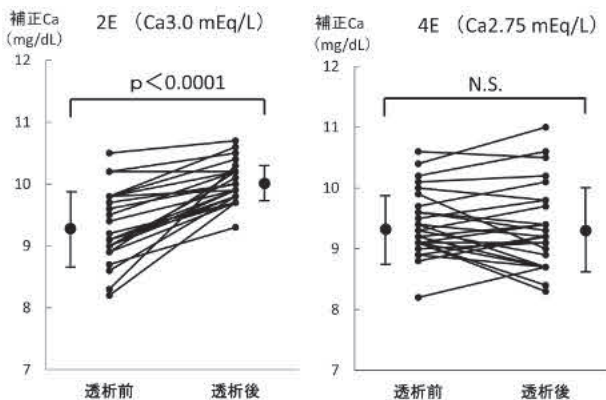 補正Ca
(mg/dL)
2E (Ca3.0 mEq/L)
p<0.0001
12
11
10
9
8
7
透析前 透析後
補正Ca
(mg/dL)
4E (Ca2.75 mEq/L)
N.S.
12
11
10
9
8
7
透析前 透析後